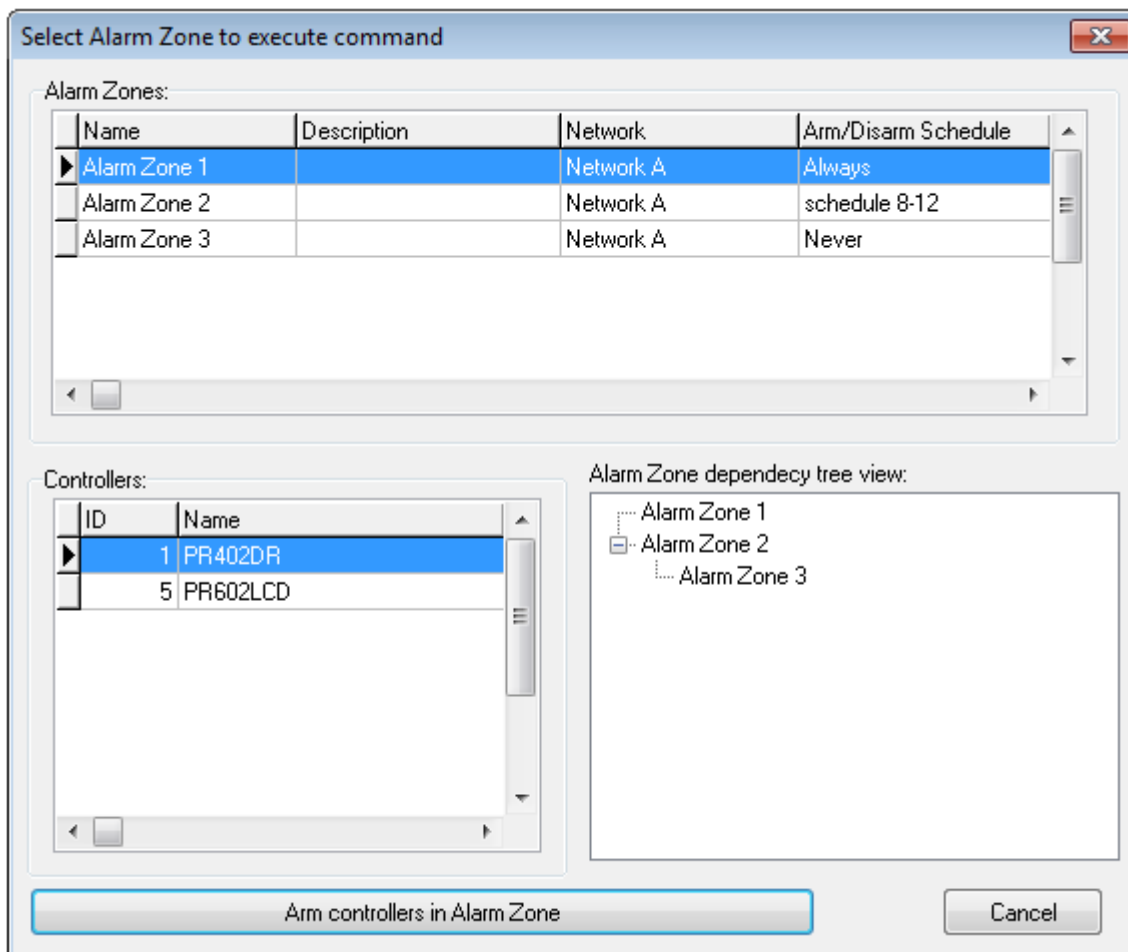 Select Alarm Zone to execute command
Alarm Zones:
Name Description Network Arm/Disarm Schedule
Alarm Zone 1 Network A Always
Alarm Zone 2 Network A schedule 8-12
Alarm Zone 3 Network A Never
Controllers:
ID Name
1 PR402DR
5 PR602LCD
Alarm Zone dependecy tree view:
Alarm Zone 1
Alarm Zone 2
Alarm Zone 3
Arm controllers in Alarm Zone
Cancel